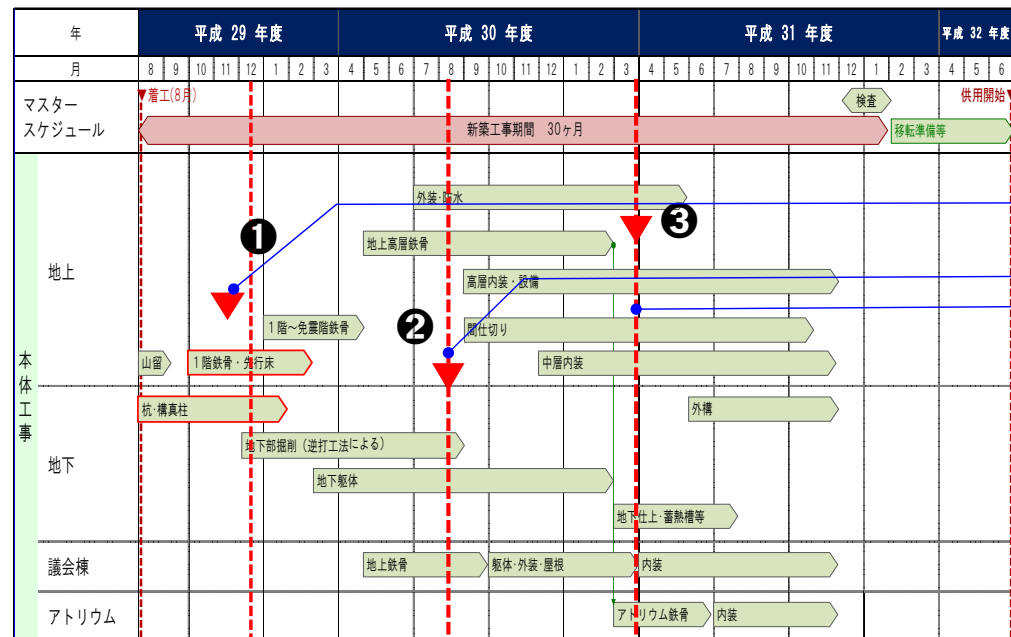 年 平成 29 年度 平成 30 年度 平成 31 年度 平成 32 年度
月 8 9 10 11 12 1 2 3 4 5 6 7 8 9 10 11 12 1 2 3 4 5 6 7 8 9 10 11 12 1 2 3 4 5 6
マスター
スケジュール
▼着工(8月)
検査
供用開始▼
新築工事期間 30ヶ月
移転準備等
本体工事
地上
外装・防水
❶
❸
地上高層鉄骨
高層内装・設備
❷
1階～免震階鉄骨
間仕切り
山留
1階鉄骨・先行床
中層内装
地下
杭・構真柱
外構
地下部掘削（逆打工法による）
地下躯体
地下仕上・蓄熱槽等
議会棟
地上鉄骨
躯体・外装・屋根
内装
アトリウム
アトリウム鉄骨
内装